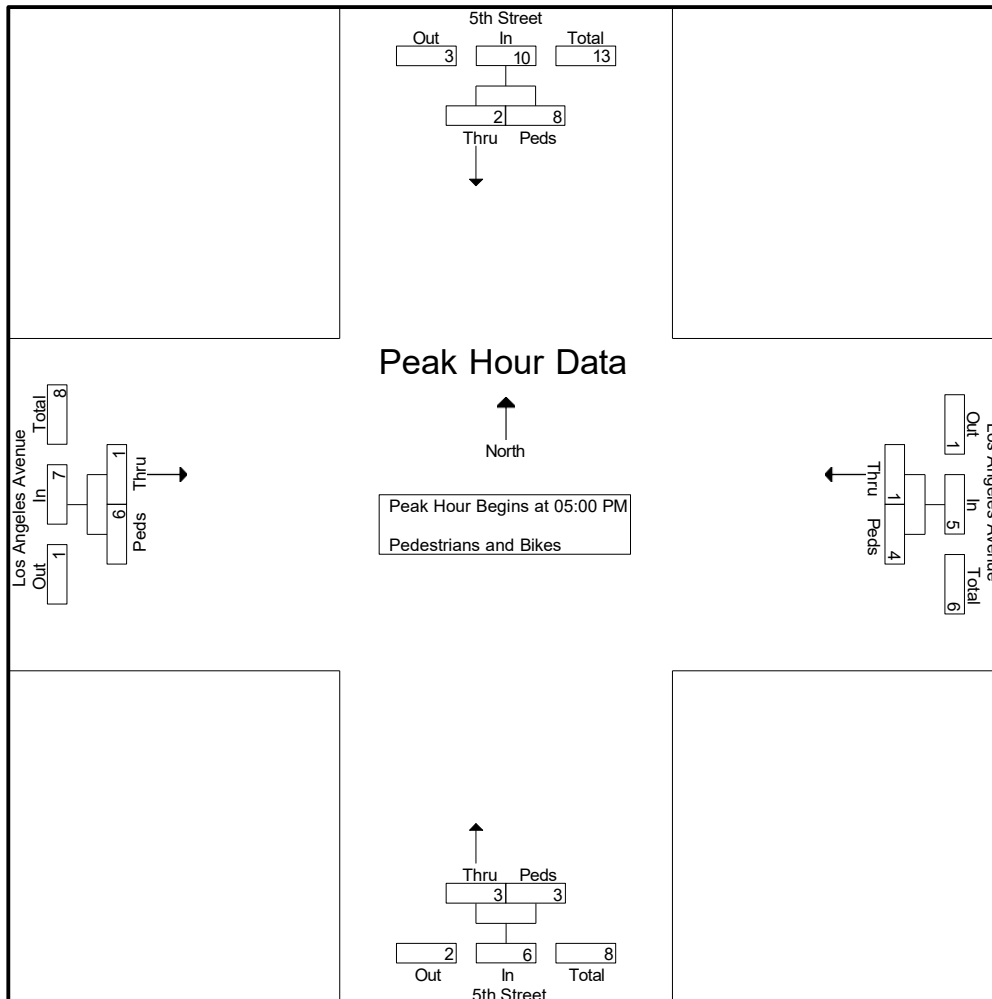 5th Street
Out In Total
3 10 13
2 8
Thru Peds
Peak Hour Data
North
Peak Hour Begins at 05:00 PM
Pedestrians and Bikes
Los Angeles Avenue
Out In Total
1 7 8
6 1
Peds Thru
Los Angeles Avenue
Out In Total
1 5 6
1 4
Thru Peds
Thru Peds
3 3
2 6 8
Out In Total
5th Street